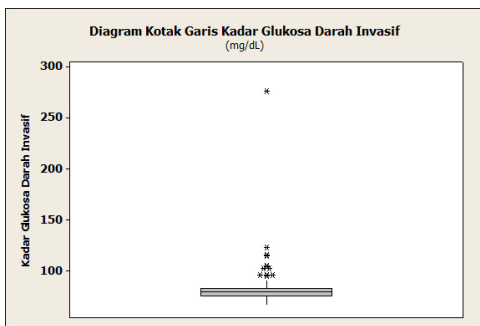 Diagram Kotak Garis Kadar Glukosa Darah Invasif
(mg/dL)
300
250
200
150
100
Kadar Glukosa Darah Invasif